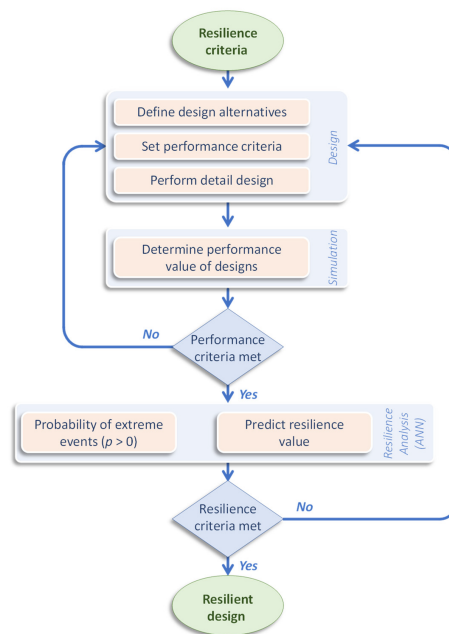 Resilience
criteria
Define design alternatives
Set performance criteria
Perform detail design
Design
Determine performance
value of designs
Simulation
Performance
criteria met
No
Yes
Probability of extreme
events (p > 0)
Predict resilience
value
Resilience
Analysis
(ANN)
Resilience
criteria met
No
Yes
Resilient
design